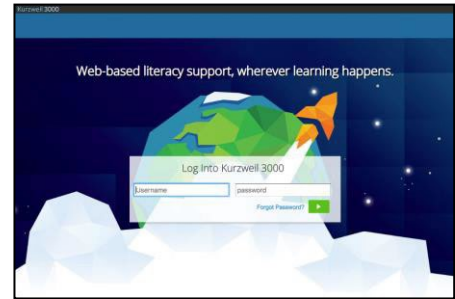 Kurzweil 3000
Web-based literacy support, wherever learning happens.
Log Into Kurzweil 3000
Username password
Forgot Password?